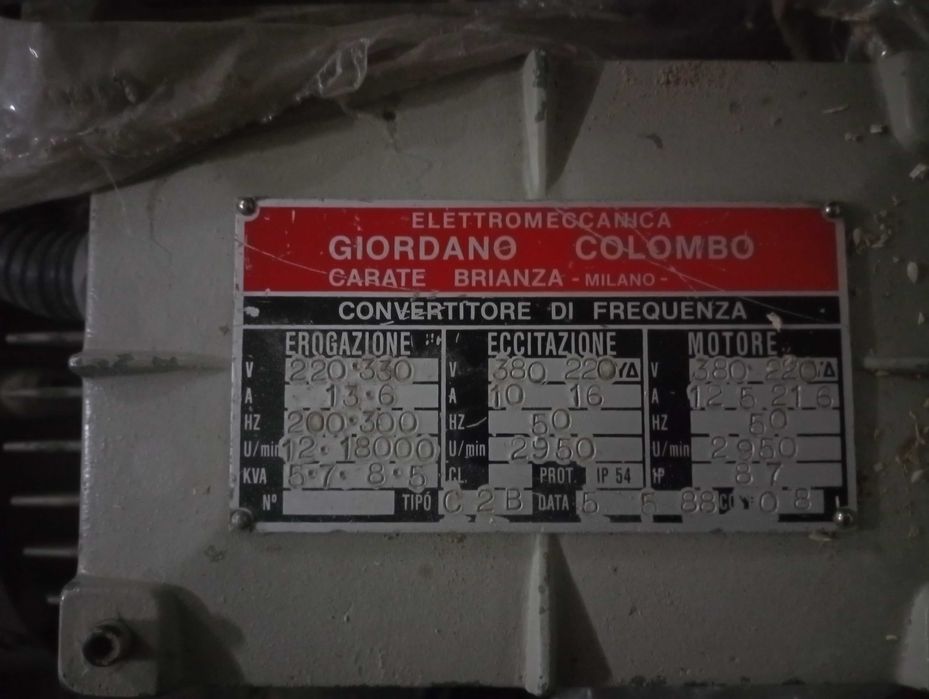 ELETTROMECCANICA
GIORDANO COLOMBO
CARATE BRIANZA - MILANO -
CONVERTITORE DI FREQUENZA
EROGAZIONE ECCITAZIONE MOTORE
V 220·330 V 380 220 YΔ V 380·220 Δ
A 13·6 A 10 16 A 12 5 21 6
HZ 200·300 HZ 50 HZ 50
U/min 12·18000 U/min 2950 U/min 2950
KVA 5·7·8·5 CL. PROT. IP 54 HP 8 7
N° TIPO C 2 B DATA 5 5 88 0 8